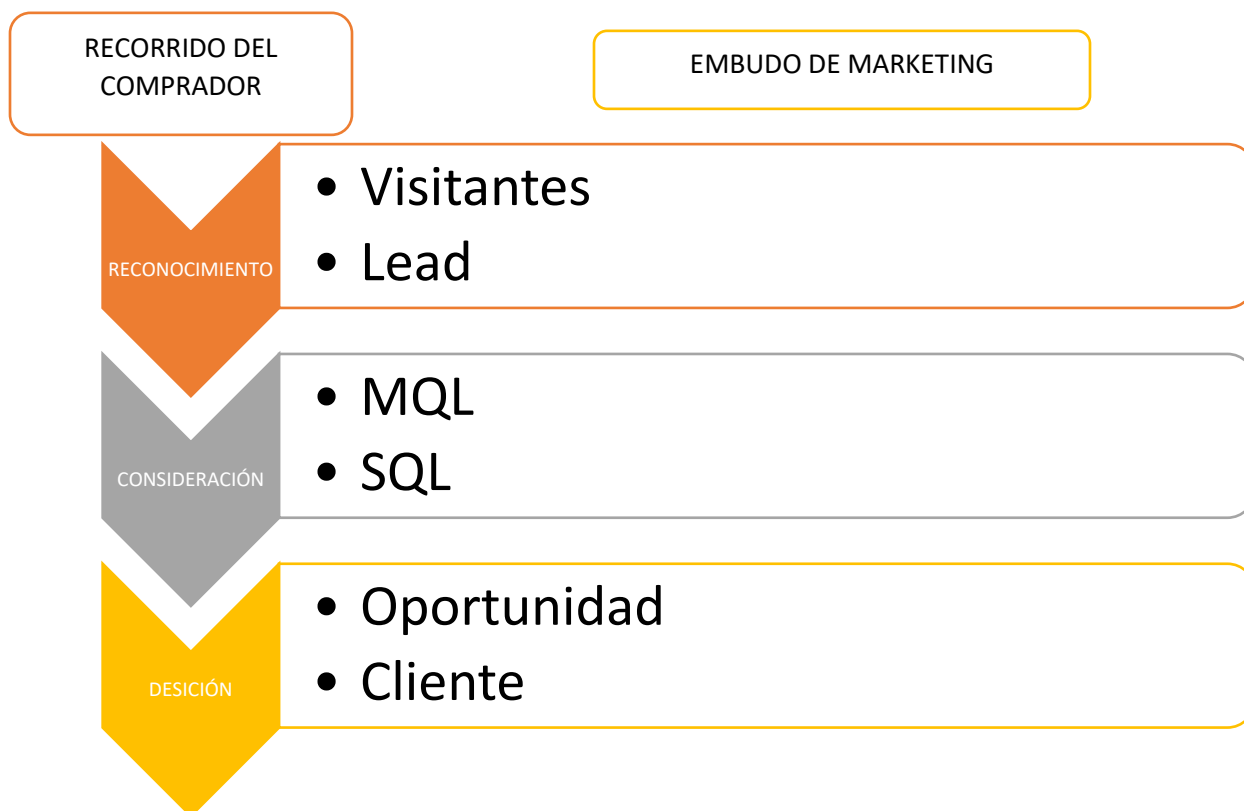 RECORRIDO DEL
COMPRADOR
EMBUDO DE MARKETING
RECONOCIMIENTO
• Visitantes
• Lead
CONSIDERACIÓN
• MQL
• SQL
DESICIÓN
• Oportunidad
• Cliente